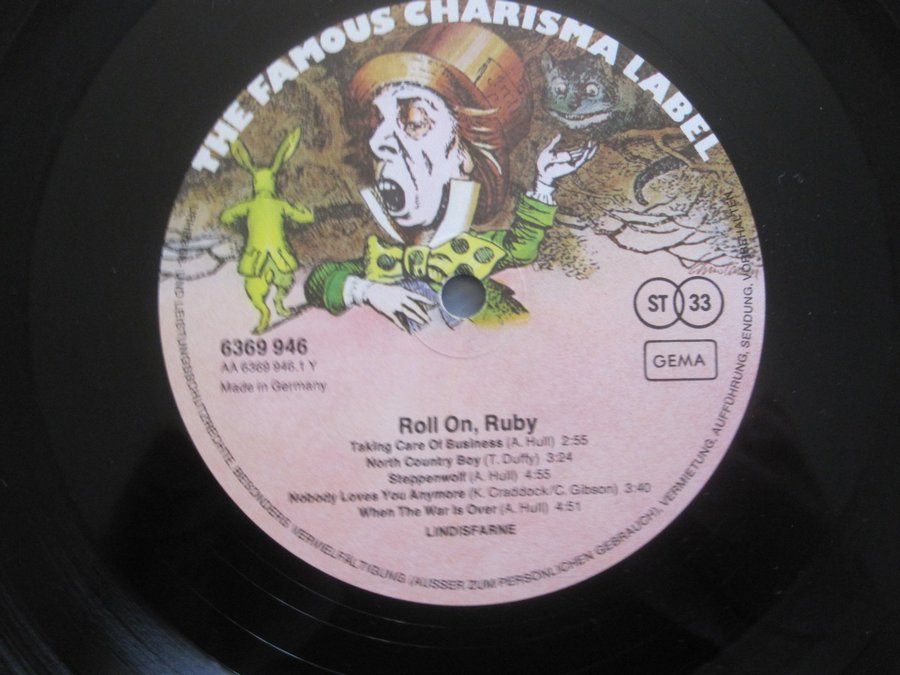 THE FAMOUS CHARISMA LABEL
ST 33
GEMA
6369 946
AA 6369 946.1 Y
Made in Germany
Roll On, Ruby
Taking Care Of Business (A. Hull) 2:55
North Country Boy (T. Duffy) 3:24
Steppenwolf (A. Hull) 4:55
Nobody Loves You Anymore (K. Craddock/C. Gibson) 3:40
When The War Is Over (A. Hull) 4:51
LINDISFARNE
UND LEISTUNGSSCHUTZRECHTE, BESONDERS VERVIELFÄLTIGUNG (AUSSER ZUM PERSÖNLICHEN GEBRAUCH), VERMIETUNG, AUFFÜHRUNG, SENDUNG, VORBEHALTEN